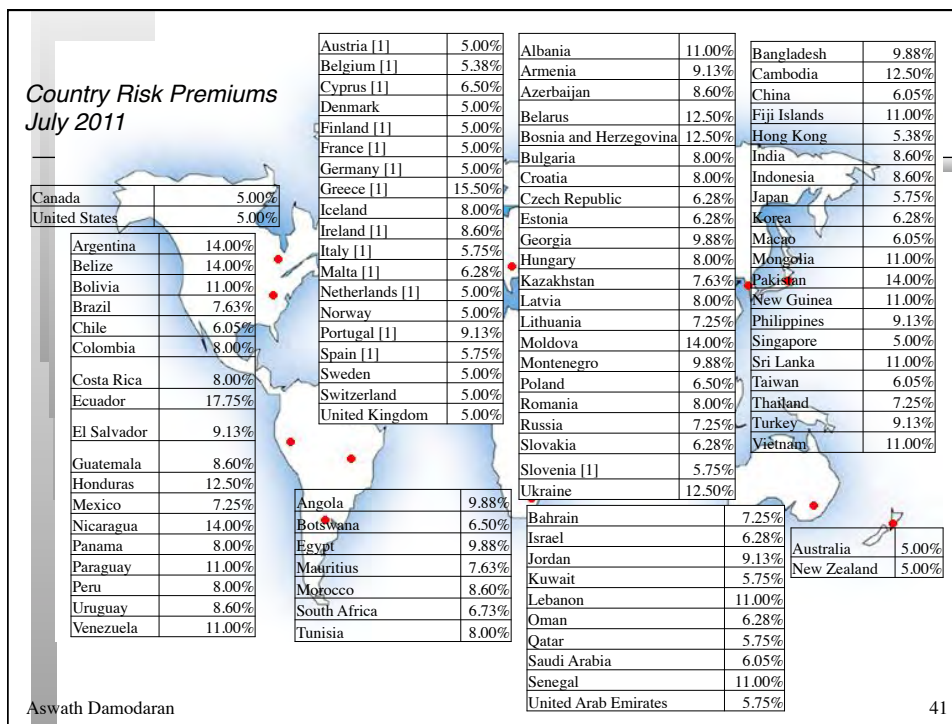 Country Risk Premiums
July 2011
Canada 5.00%
United States 5.00%
Argentina 14.00%
Belize 14.00%
Bolivia 11.00%
Brazil 7.63%
Chile 6.05%
Colombia 8.00%
Costa Rica 8.00%
Ecuador 17.75%
El Salvador 9.13%
Guatemala 8.60%
Honduras 12.50%
Mexico 7.25%
Nicaragua 14.00%
Panama 8.00%
Paraguay 11.00%
Peru 8.00%
Uruguay 8.60%
Venezuela 11.00%
Austria [1] 5.00%
Belgium [1] 5.38%
Cyprus [1] 6.50%
Denmark 5.00%
Finland [1] 5.00%
France [1] 5.00%
Germany [1] 5.00%
Greece [1] 15.50%
Iceland 8.00%
Ireland [1] 8.60%
Italy [1] 5.75%
Malta [1] 6.28%
Netherlands [1] 5.00%
Norway 5.00%
Portugal [1] 9.13%
Spain [1] 5.75%
Sweden 5.00%
Switzerland 5.00%
United Kingdom 5.00%
Angola 9.88%
Botswana 6.50%
Egypt 9.88%
Mauritius 7.63%
Morocco 8.60%
South Africa 6.73%
Tunisia 8.00%
Albania 11.00%
Armenia 9.13%
Azerbaijan 8.60%
Belarus 12.50%
Bosnia and Herzegovina 12.50%
Bulgaria 8.00%
Croatia 8.00%
Czech Republic 6.28%
Estonia 6.28%
Georgia 9.88%
Hungary 8.00%
Kazakhstan 7.63%
Latvia 8.00%
Lithuania 7.25%
Moldova 14.00%
Montenegro 9.88%
Poland 6.50%
Romania 8.00%
Russia 7.25%
Slovakia 6.28%
Slovenia [1] 5.75%
Ukraine 12.50%
Bahrain 7.25%
Israel 6.28%
Jordan 9.13%
Kuwait 5.75%
Lebanon 11.00%
Oman 6.28%
Qatar 5.75%
Saudi Arabia 6.05%
Senegal 11.00%
United Arab Emirates 5.75%
Bangladesh 9.88%
Cambodia 12.50%
China 6.05%
Fiji Islands 11.00%
Hong Kong 5.38%
India 8.60%
Indonesia 8.60%
Japan 5.75%
Korea 6.28%
Macao 6.05%
Mongolia 11.00%
Pakistan 14.00%
New Guinea 11.00%
Philippines 9.13%
Singapore 5.00%
Sri Lanka 11.00%
Taiwan 6.05%
Thailand 7.25%
Turkey 9.13%
Vietnam 11.00%
Australia 5.00%
New Zealand 5.00%
Aswath Damodaran
41